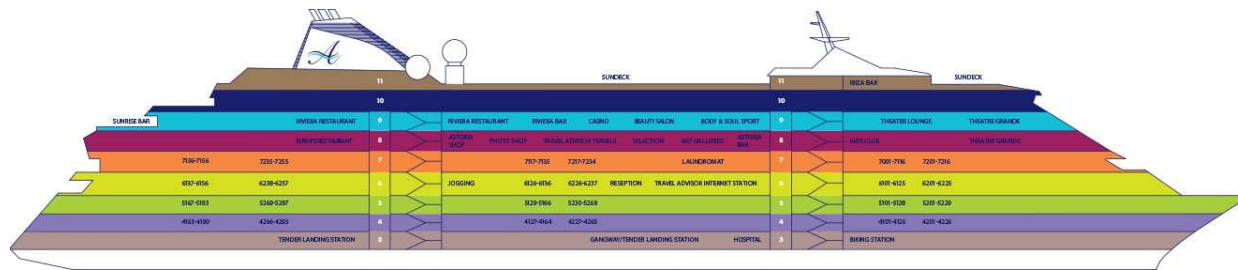 A
SUNDECK
11 11 IBIZA BAR SUNDECK
10 10
SUNRISE BAR RIVIERA RESTAURANT 9 RIVIERA RESTAURANT RIVIERA BAR CASINO BEAUTY SALON BODY & SOUL SPORT 9 THEATER LOUNGE THEATRE GRANDE
EUROPE RESTAURANT 8 ASTORIA SHOP PHOTO SHOP TRAVEL ADVISOR TRAVELS SELECTION ART GALLERIES ASTORIA BAR 8 KIDS CLUB THEATRE GRANDE
7136-7156 7235-7255 7 7117-7135 7217-7234 LAUNDROMAT 7 7001-7116 7201-7216
6137-6156 6238-6257 6 JOGGING 6126-6136 6226-6237 RESEPTION TRAVEL ADVISOR INTERNET STATION 6 6101-6125 6201-6225
5167-5193 5269-5297 5 5129-5166 5230-5268 5 5101-5128 5201-5229
4165-4190 4266-4293 4 4127-4164 4227-4265 4 4101-4126 4201-4226
TENDER LANDING STATION 3 GANGWAY/TENDER LANDING STATION HOSPITAL 3 BIKING STATION